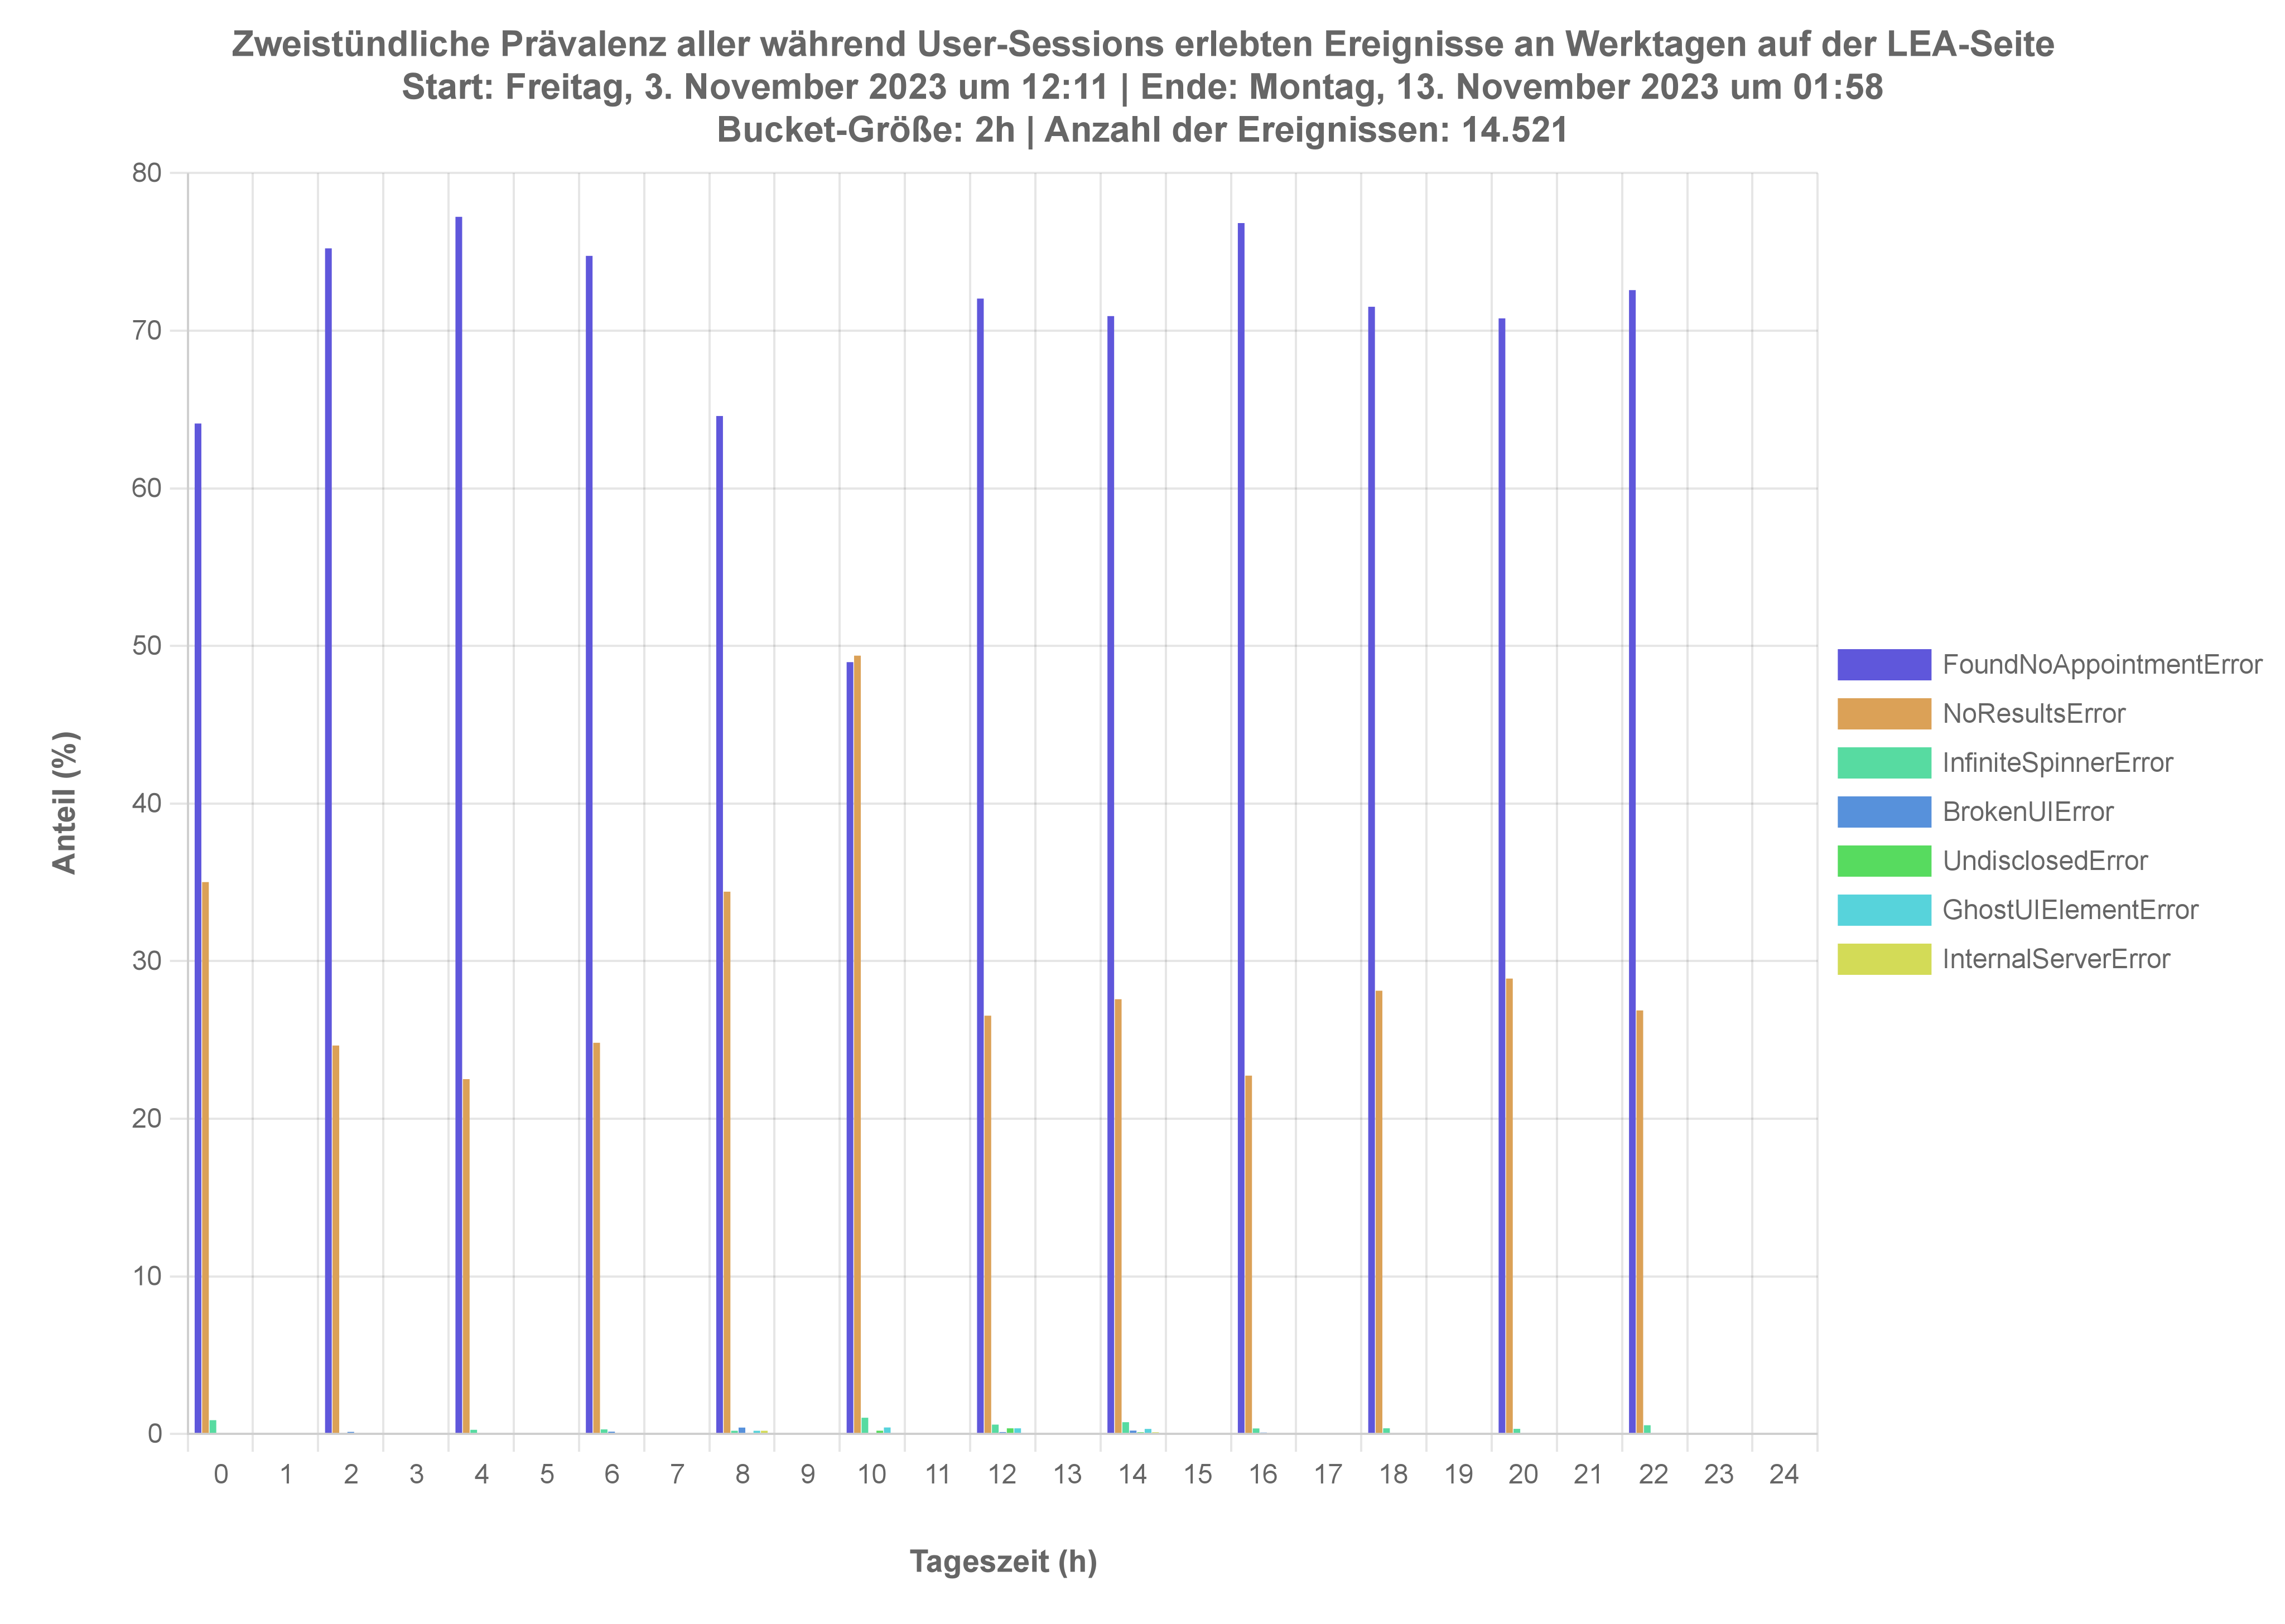 Zweistündliche Prävalenz aller während User-Sessions erlebten Ereignisse an Werktagen auf der LEA-Seite
Start: Freitag, 3. November 2023 um 12:11 | Ende: Montag, 13. November 2023 um 01:58
Bucket-Größe: 2h | Anzahl der Ereignissen: 14.521
80
70
60
50
40
30
20
10
0
Anteil (%)
0 1 2 3 4 5 6 7 8 9 10 11 12 13 14 15 16 17 18 19 20 21 22 23 24
Tageszeit (h)
FoundNoAppointmentError
NoResultsError
InfiniteSpinnerError
BrokenUIError
UndisclosedError
GhostUIElementError
InternalServerError